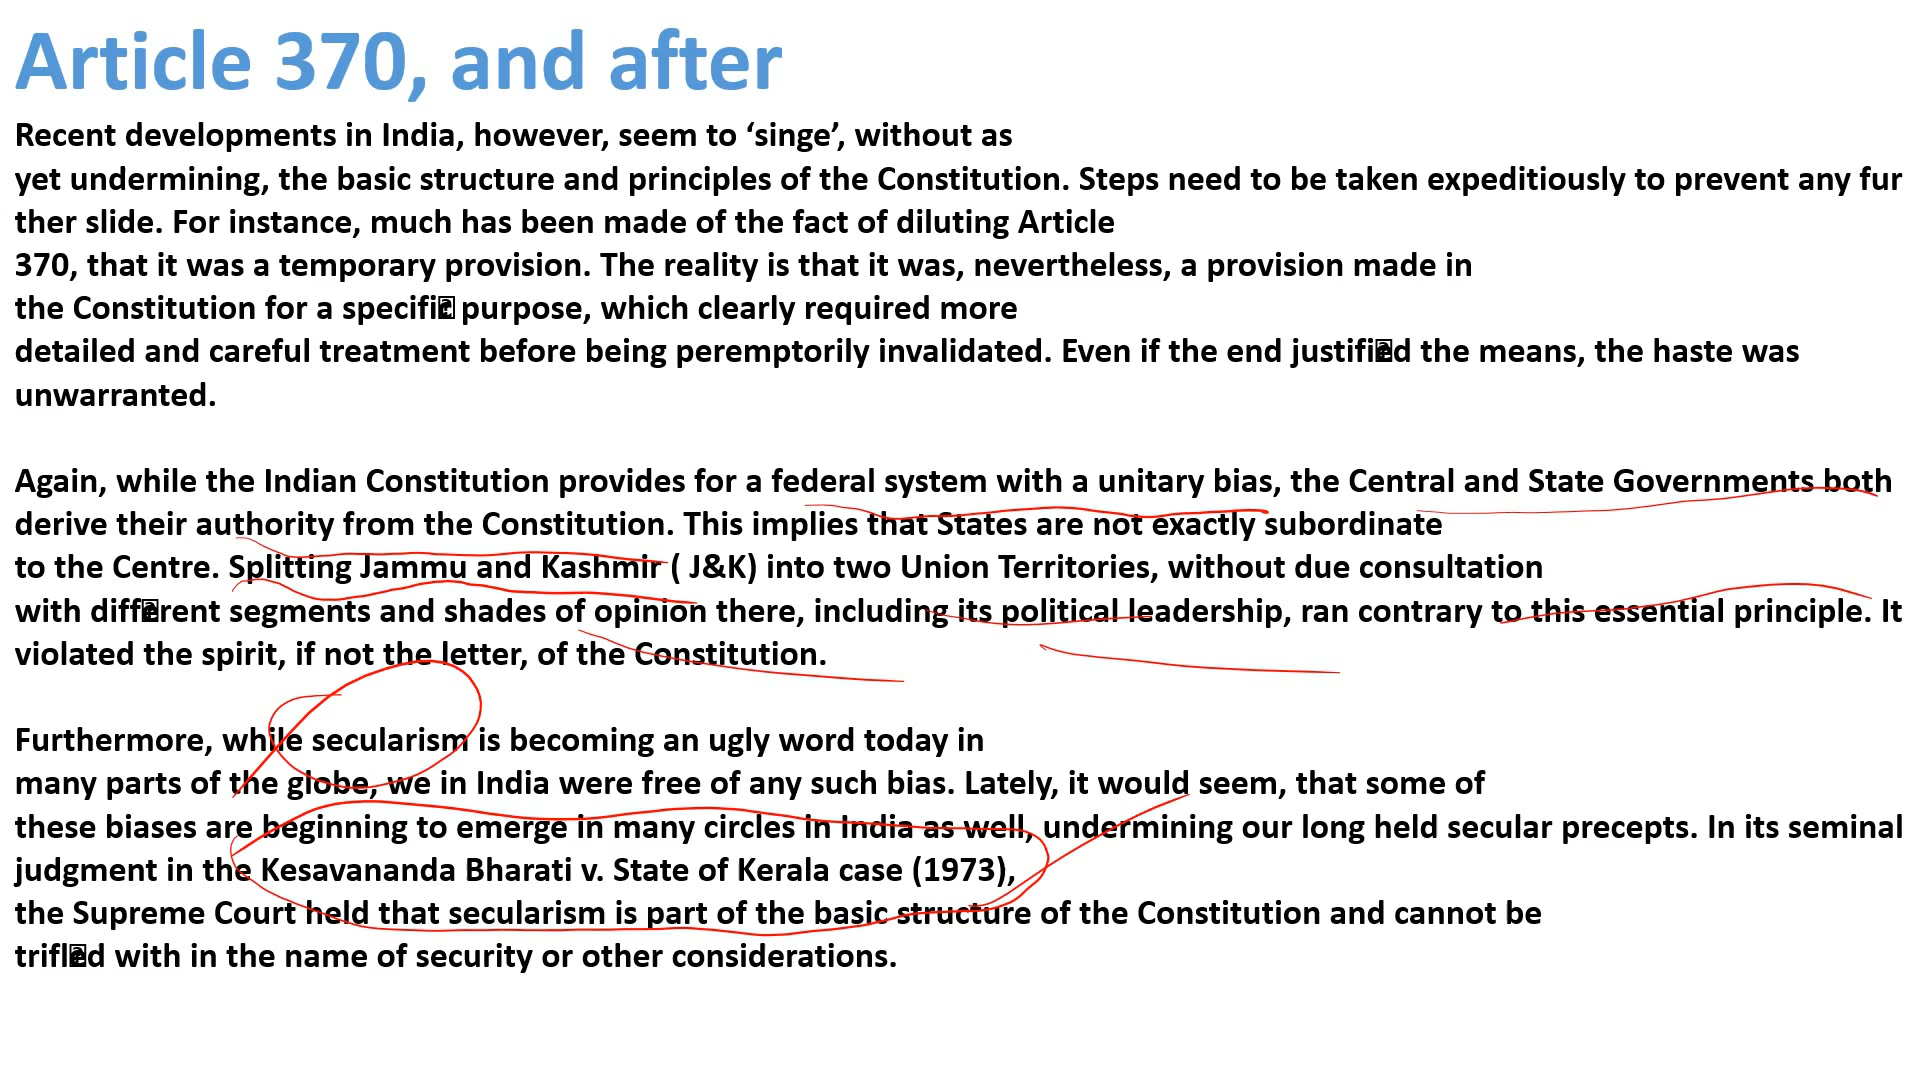 Article 370, and after
Recent developments in India, however, seem to ‘singe’, without as
yet undermining, the basic structure and principles of the Constitution. Steps need to be taken expeditiously to prevent any fur
ther slide. For instance, much has been made of the fact of diluting Article
370, that it was a temporary provision. The reality is that it was, nevertheless, a provision made in
the Constitution for a specific purpose, which clearly required more
detailed and careful treatment before being peremptorily invalidated. Even if the end justified the means, the haste was
unwarranted.
Again, while the Indian Constitution provides for a federal system with a unitary bias, the Central and State Governments both
derive their authority from the Constitution. This implies that States are not exactly subordinate
to the Centre. Splitting Jammu and Kashmir ( J&K) into two Union Territories, without due consultation
with different segments and shades of opinion there, including its political leadership, ran contrary to this essential principle. It
violated the spirit, if not the letter, of the Constitution.
Furthermore, while secularism is becoming an ugly word today in
many parts of the globe, we in India were free of any such bias. Lately, it would seem, that some of
these biases are beginning to emerge in many circles in India as well, undermining our long held secular precepts. In its seminal
judgment in the Kesavananda Bharati v. State of Kerala case (1973),
the Supreme Court held that secularism is part of the basic structure of the Constitution and cannot be
trifled with in the name of security or other considerations.